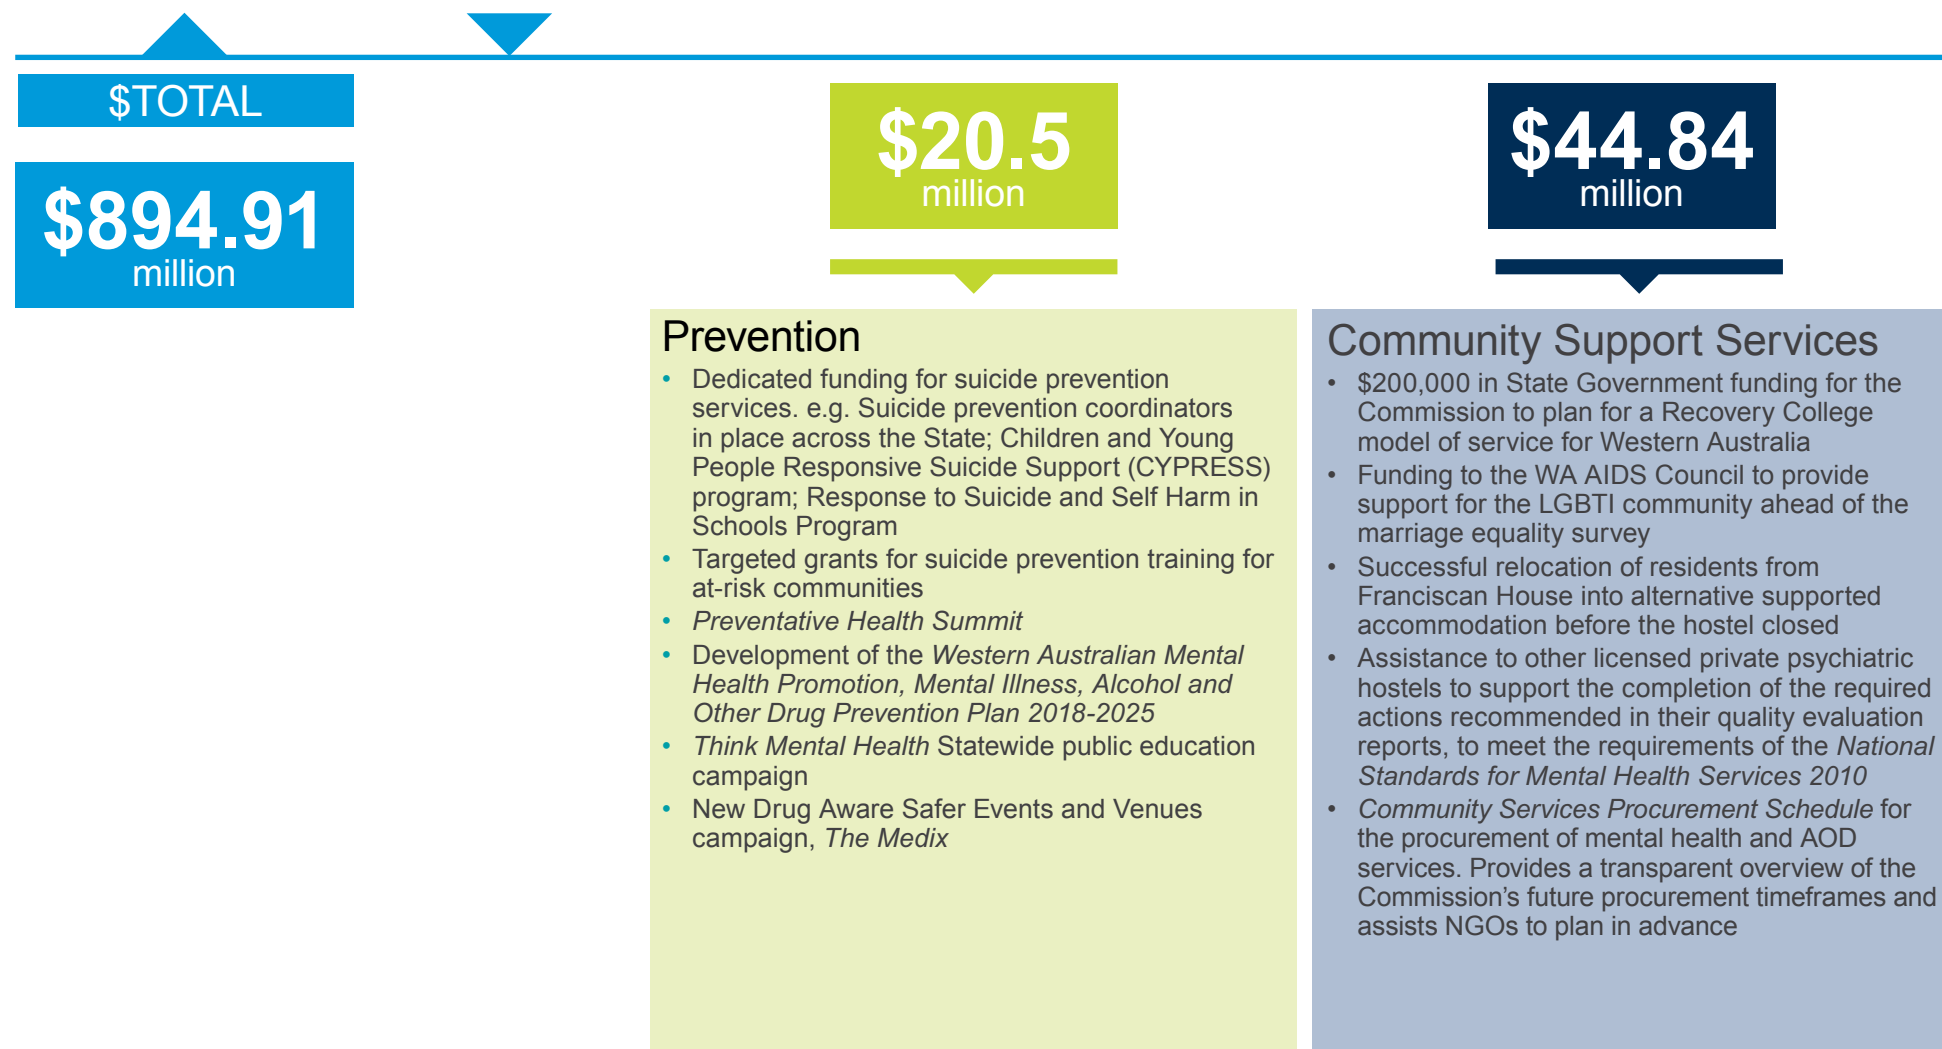 $TOTAL
$894.91
million
$20.5
million
Prevention
• Dedicated funding for suicide prevention
services. e.g. Suicide prevention coordinators
in place across the State; Children and Young
People Responsive Suicide Support (CYPRESS)
program; Response to Suicide and Self Harm in
Schools Program
• Targeted grants for suicide prevention training for
at-risk communities
• Preventative Health Summit
• Development of the Western Australian Mental
Health Promotion, Mental Illness, Alcohol and
Other Drug Prevention Plan 2018-2025
• Think Mental Health Statewide public education
campaign
• New Drug Aware Safer Events and Venues
campaign, The Medix
$44.84
million
Community Support Services
• $200,000 in State Government funding for the
Commission to plan for a Recovery College
model of service for Western Australia
• Funding to the WA AIDS Council to provide
support for the LGBTI community ahead of the
marriage equality survey
• Successful relocation of residents from
Franciscan House into alternative supported
accommodation before the hostel closed
• Assistance to other licensed private psychiatric
hostels to support the completion of the required
actions recommended in their quality evaluation
reports, to meet the requirements of the National
Standards for Mental Health Services 2010
• Community Services Procurement Schedule for
the procurement of mental health and AOD
services. Provides a transparent overview of the
Commission’s future procurement timeframes and
assists NGOs to plan in advance